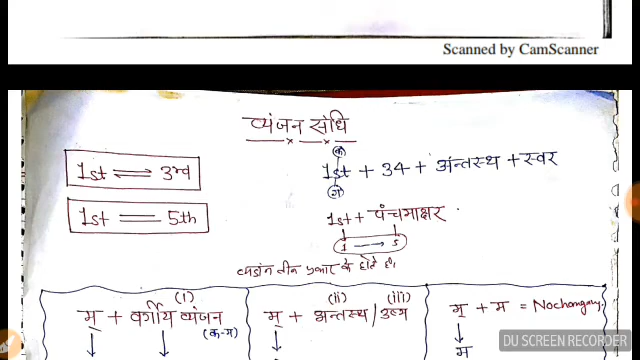 Scanned by CamScanner
व्यंजन संधि
क
1st ⇌ 3rd
1st + 34 + अन्तस्थ + स्वर
ग
1st = 5th
1st + पंचमाक्षर
1 → 5
व्यंजन तीन प्रकार के होते है।
(i)
म् + वर्गीय व्यंजन
(क-म)
(ii) (iii)
म् + अन्तस्थ / उष्म
म् + म = No changing
म
DU SCREEN RECORDER